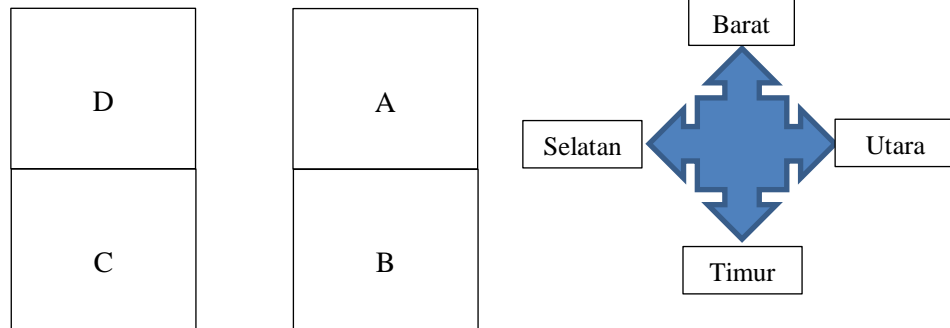 D
A
C
B
Barat
Selatan
Utara
Timur